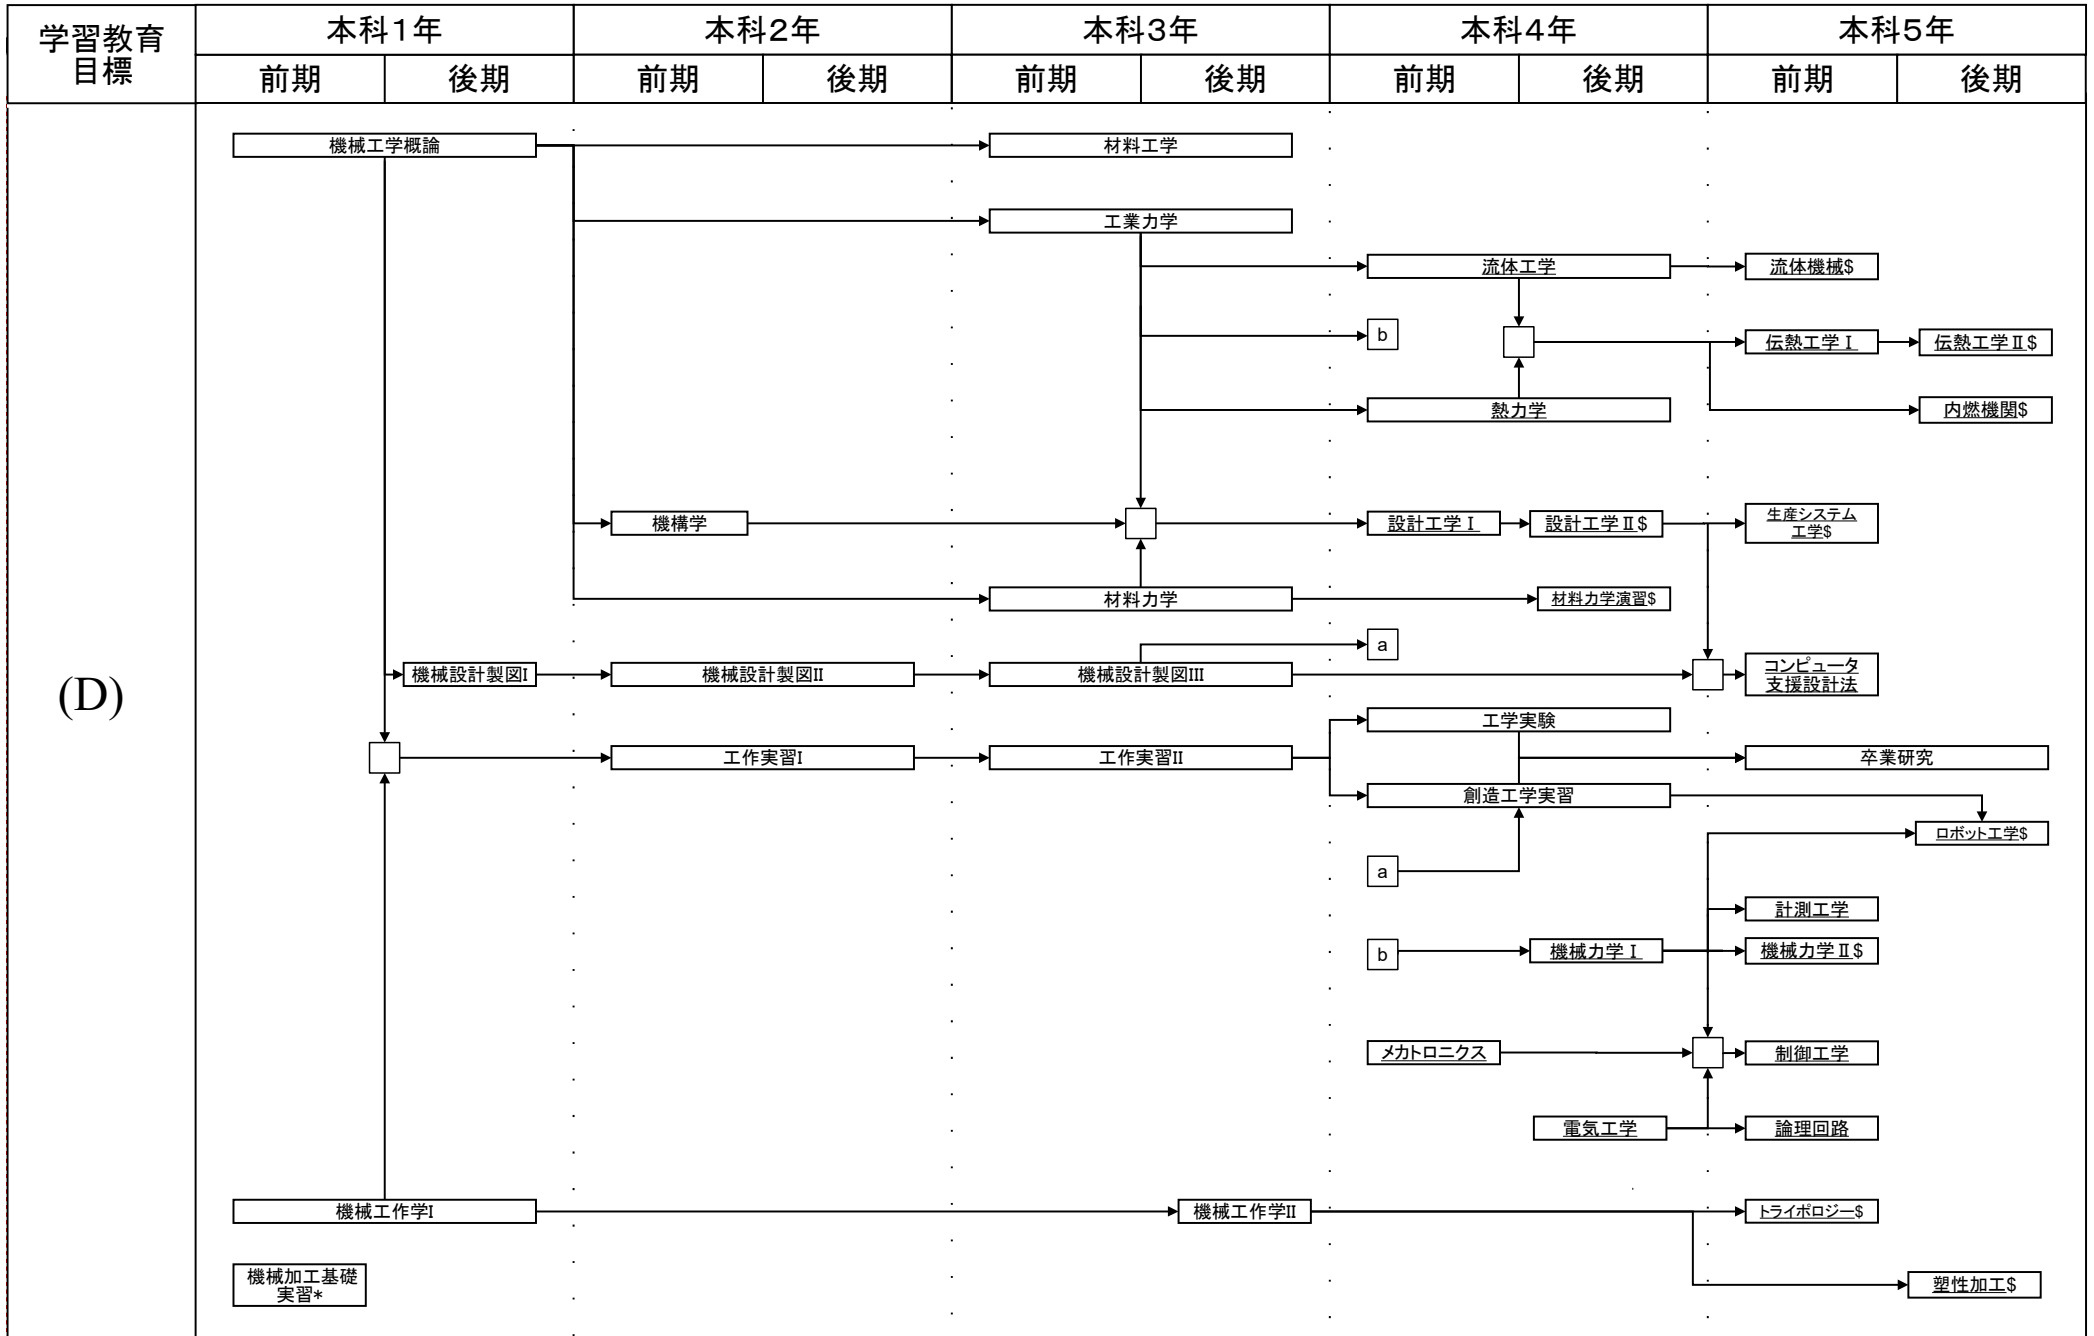 学習教育
目標
本科1年
本科2年
本科3年
本科4年
本科5年
前期
後期
前期
後期
前期
後期
前期
後期
前期
後期
(D)
機械工学概論
材料工学
工業力学
流体工学
流体機械$
b
伝熱工学Ⅰ
伝熱工学Ⅱ$
熱力学
内燃機関$
機構学
設計工学Ⅰ
設計工学Ⅱ$
生産システム
工学$
材料力学
材料力学演習$
a
機械設計製図I
機械設計製図II
機械設計製図III
コンピュータ
支援設計法
工学実験
工作実習I
工作実習II
卒業研究
創造工学実習
ロボット工学$
a
計測工学
b
機械力学Ⅰ
機械力学Ⅱ$
メカトロニクス
制御工学
電気工学
論理回路
機械工作学I
機械工作学II
トライポロジー$
機械加工基礎
実習*
塑性加工$